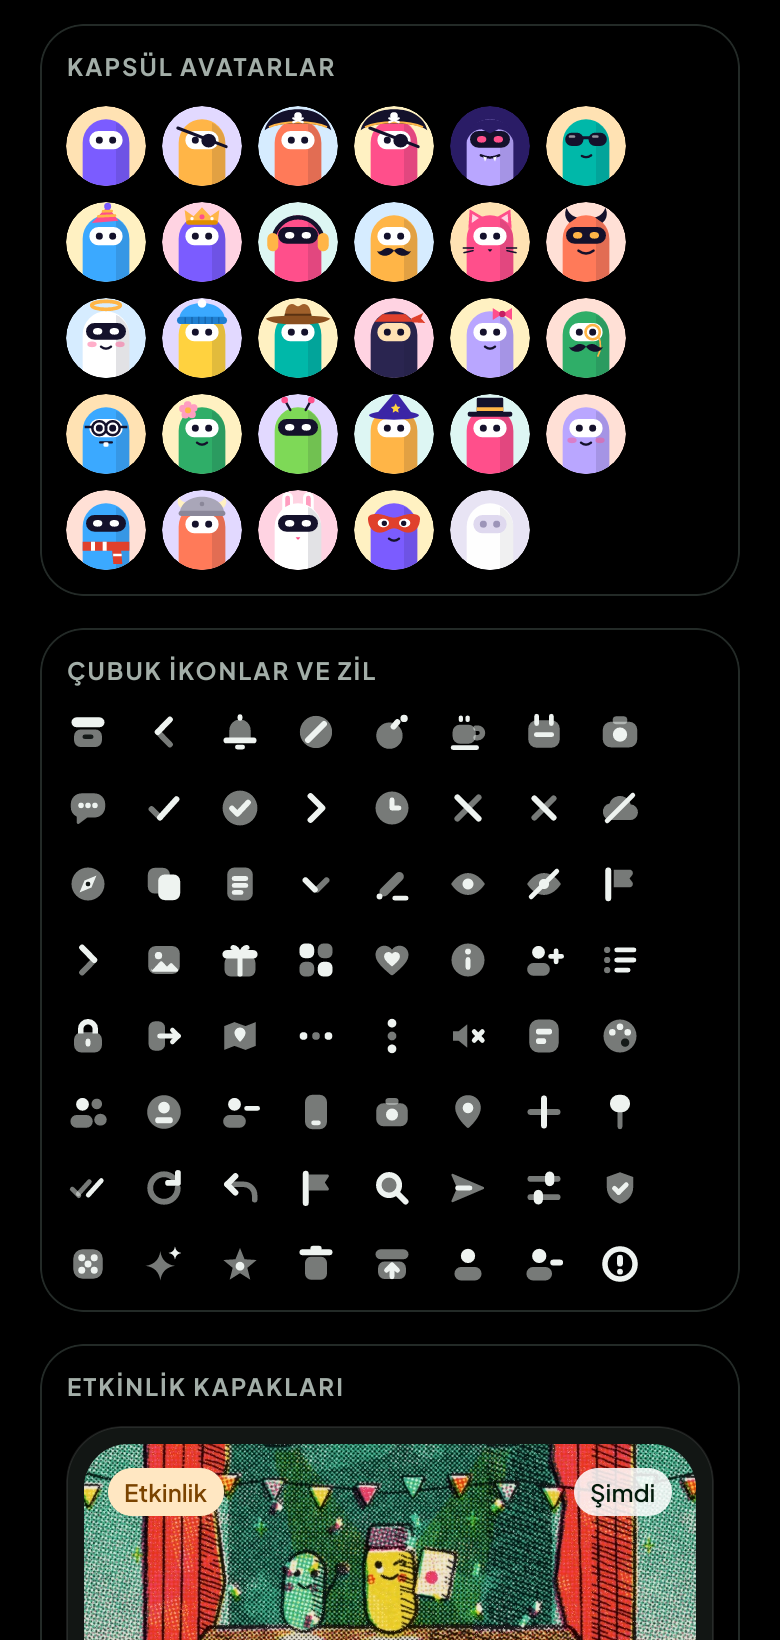 KAPSÜL AVATARLAR
ÇUBUK İKONLAR VE ZİL
ETKİNLİK KAPAKLARI
Etkinlik
Şimdi